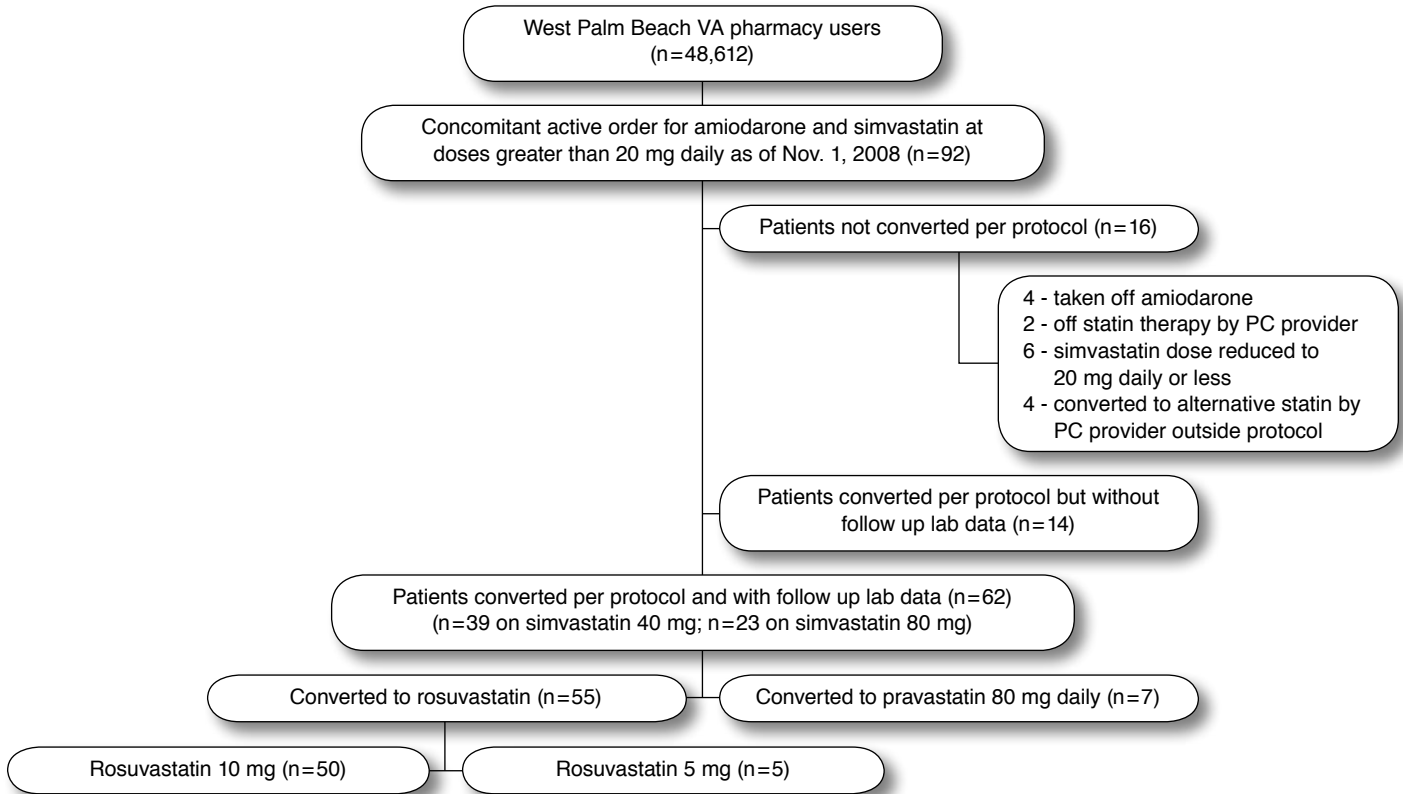 West Palm Beach VA pharmacy users
(n=48,612)
Concomitant active order for amiodarone and simvastatin at
doses greater than 20 mg daily as of Nov. 1, 2008 (n=92)
Patients not converted per protocol (n=16)
4 - taken off amiodarone
2 - off statin therapy by PC provider
6 - simvastatin dose reduced to
20 mg daily or less
4 - converted to alternative statin by
PC provider outside protocol
Patients converted per protocol but without
follow up lab data (n=14)
Patients converted per protocol and with follow up lab data (n=62)
(n=39 on simvastatin 40 mg; n=23 on simvastatin 80 mg)
Converted to rosuvastatin (n=55)
Converted to pravastatin 80 mg daily (n=7)
Rosuvastatin 10 mg (n=50)
Rosuvastatin 5 mg (n=5)